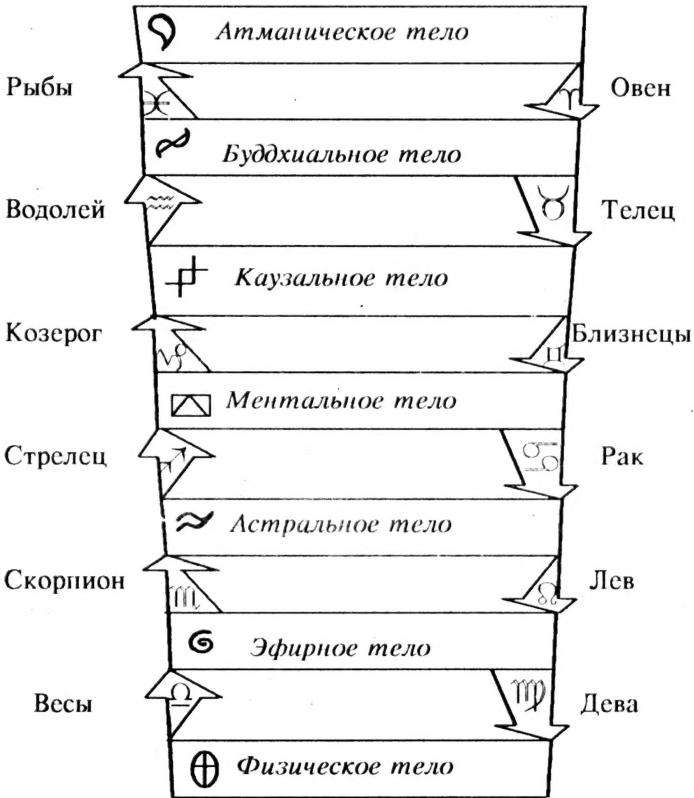 Атманическое тело
Рыбы
Овен
Буддхиальное тело
Водолей
Телец
Каузальное тело
Козерог
Близнецы
Ментальное тело
Стрелец
Рак
Астральное тело
Скорпион
Лев
Эфирное тело
Весы
Дева
Физическое тело